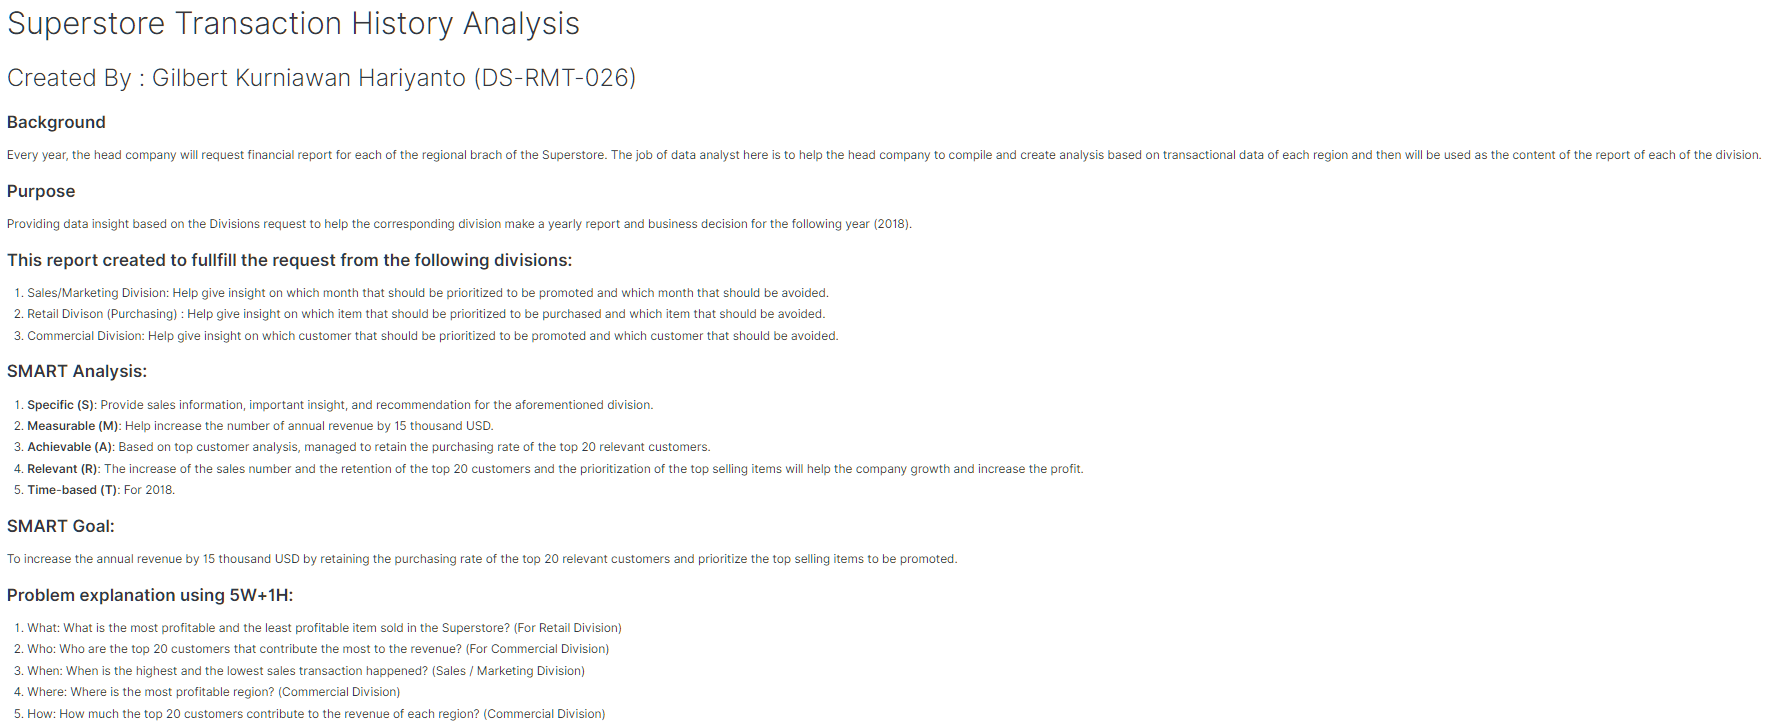 Superstore Transaction History Analysis
Created By : Gilbert Kurniawan Hariyanto (DS-RMT-026)
Background
Every year, the head company will request financial report for each of the regional brach of the Superstore. The job of data analyst here is to help the head company to compile and create analysis based on transactional data of each region and then will be used as the content of the report of each of the division.
Purpose
Providing data insight based on the Divisions request to help the corresponding division make a yearly report and business decision for the following year (2018).
This report created to fullfill the request from the following divisions:
1. Sales/Marketing Division: Help give insight on which month that should be prioritized to be promoted and which month that should be avoided.
2. Retail Divison (Purchasing) : Help give insight on which item that should be prioritized to be purchased and which item that should be avoided.
3. Commercial Division: Help give insight on which customer that should be prioritized to be promoted and which customer that should be avoided.
SMART Analysis:
1. Specific (S): Provide sales information, important insight, and recommendation for the aforementioned division.
2. Measurable (M): Help increase the number of annual revenue by 15 thousand USD.
3. Achievable (A): Based on top customer analysis, managed to retain the purchasing rate of the top 20 relevant customers.
4. Relevant (R): The increase of the sales number and the retention of the top 20 customers and the prioritization of the top selling items will help the company growth and increase the profit.
5. Time-based (T): For 2018.
SMART Goal:
To increase the annual revenue by 15 thousand USD by retaining the purchasing rate of the top 20 relevant customers and prioritize the top selling items to be promoted.
Problem explanation using 5W+1H:
1. What: What is the most profitable and the least profitable item sold in the Superstore? (For Retail Division)
2. Who: Who are the top 20 customers that contribute the most to the revenue? (For Commercial Division)
3. When: When is the highest and the lowest sales transaction happened? (Sales / Marketing Division)
4. Where: Where is the most profitable region? (Commercial Division)
5. How: How much the top 20 customers contribute to the revenue of each region? (Commercial Division)